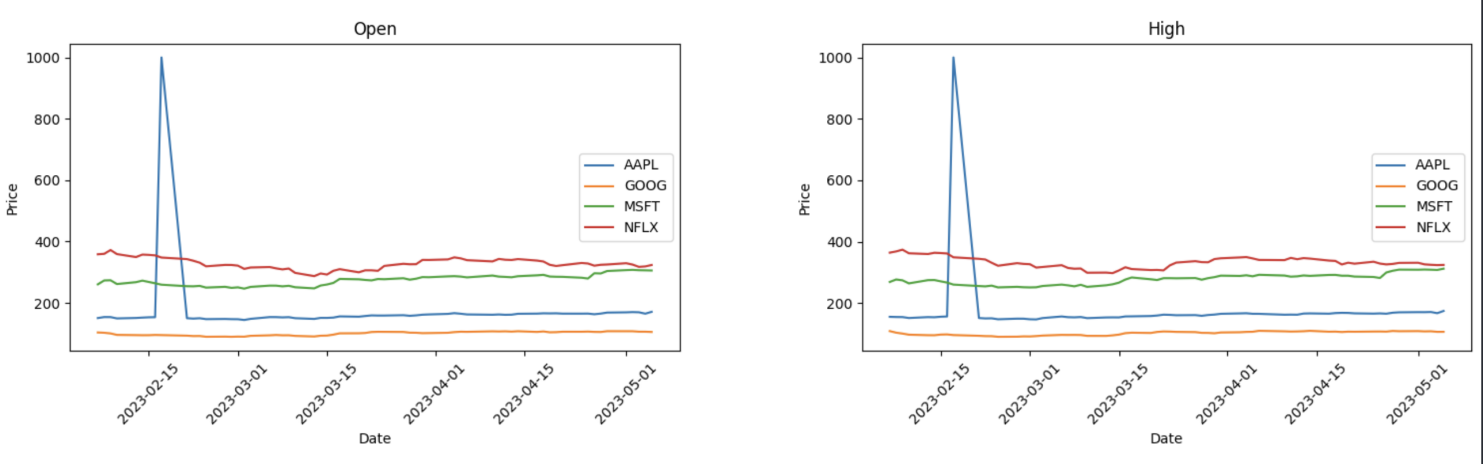 Open
Price
1000
800
600
400
200
AAPL
GOOG
MSFT
NFLX
2023-02-15
2023-03-01
2023-03-15
2023-04-01
2023-04-15
2023-05-01
Date
High
Price
1000
800
600
400
200
AAPL
GOOG
MSFT
NFLX
2023-02-15
2023-03-01
2023-03-15
2023-04-01
2023-04-15
2023-05-01
Date